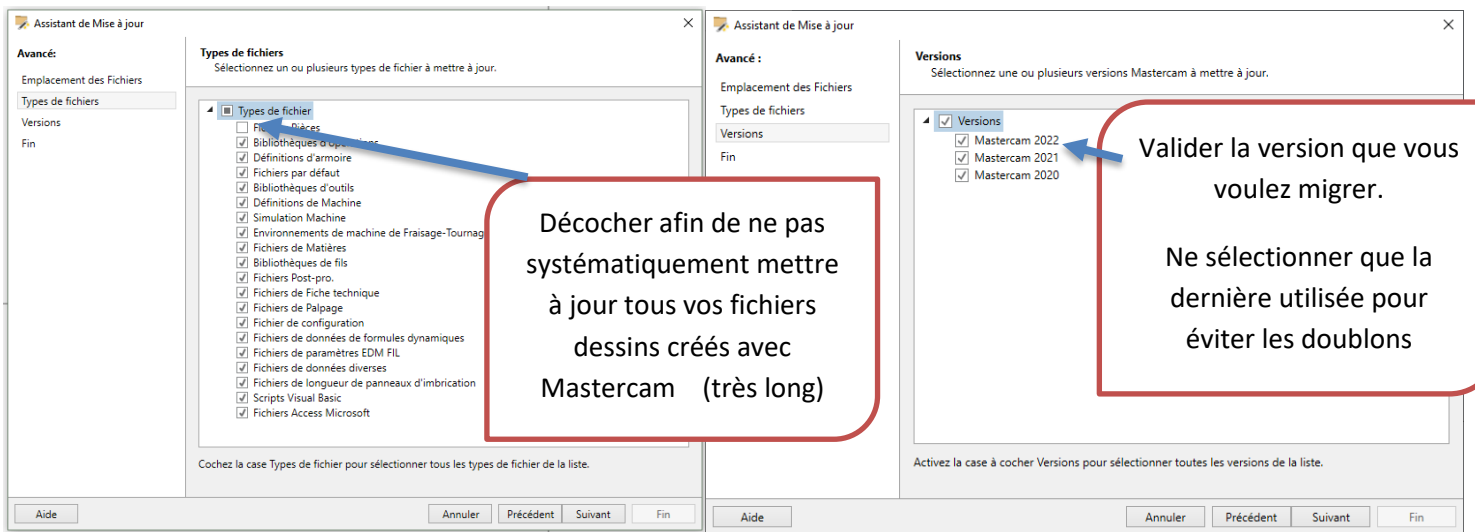 Assistant de Mise à jour
Avancé:
Emplacement des Fichiers
Types de fichiers
Versions
Fin
Types de fichiers
Sélectionnez un ou plusieurs types de fichier à mettre à jour.
Types de fichier
Pièces
Bibliothèques d'opérations
Définitions d'armoire
Fichiers par défaut
Bibliothèques d'outils
Définitions de Machine
Simulation Machine
Environnements de machine de Fraisage-Tournag
Fichiers de Matières
Bibliothèques de fils
Fichiers Post-pro.
Fichiers de Fiche technique
Fichiers de Palpage
Fichier de configuration
Fichiers de données de formules dynamiques
Fichiers de paramètres EDM FIL
Fichiers de données diverses
Fichiers de longueur de panneaux d'imbrication
Scripts Visual Basic
Fichiers Access Microsoft
Cochez la case Types de fichier pour sélectionner tous les types de fichier de la liste.
Aide
Annuler
Précédent
Suivant
Fin
Décocher afin de ne pas
systématiquement mettre
à jour tous vos fichiers
dessins créés avec
Mastercam (très long)
Assistant de Mise à jour
Avancé :
Emplacement des Fichiers
Types de fichiers
Versions
Fin
Versions
Sélectionnez une ou plusieurs versions Mastercam à mettre à jour.
Versions
Mastercam 2022
Mastercam 2021
Mastercam 2020
Activez la case à cocher Versions pour sélectionner toutes les versions de la liste.
Aide
Annuler
Précédent
Suivant
Fin
Valider la version que vous
voulez migrer.
Ne sélectionner que la
dernière utilisée pour
éviter les doublons